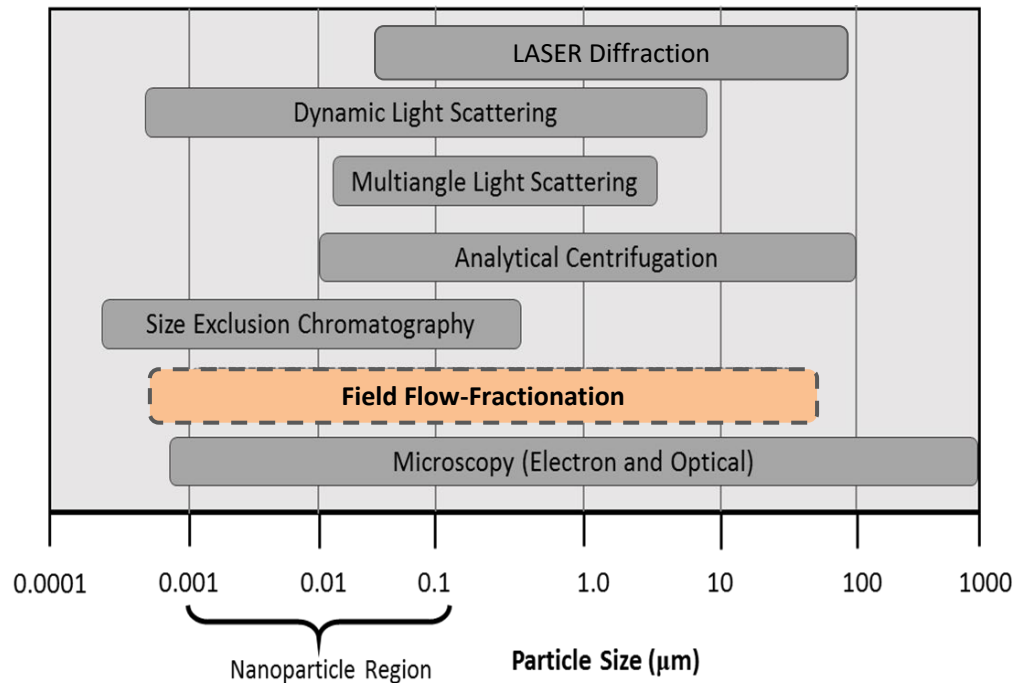 LASER Diffraction
Dynamic Light Scattering
Multiangle Light Scattering
Analytical Centrifugation
Size Exclusion Chromatography
Field Flow-Fractionation
Microscopy (Electron and Optical)
0.0001 0.001 0.01 0.1 1.0 10 100 1000
Nanoparticle Region
Particle Size (μm)